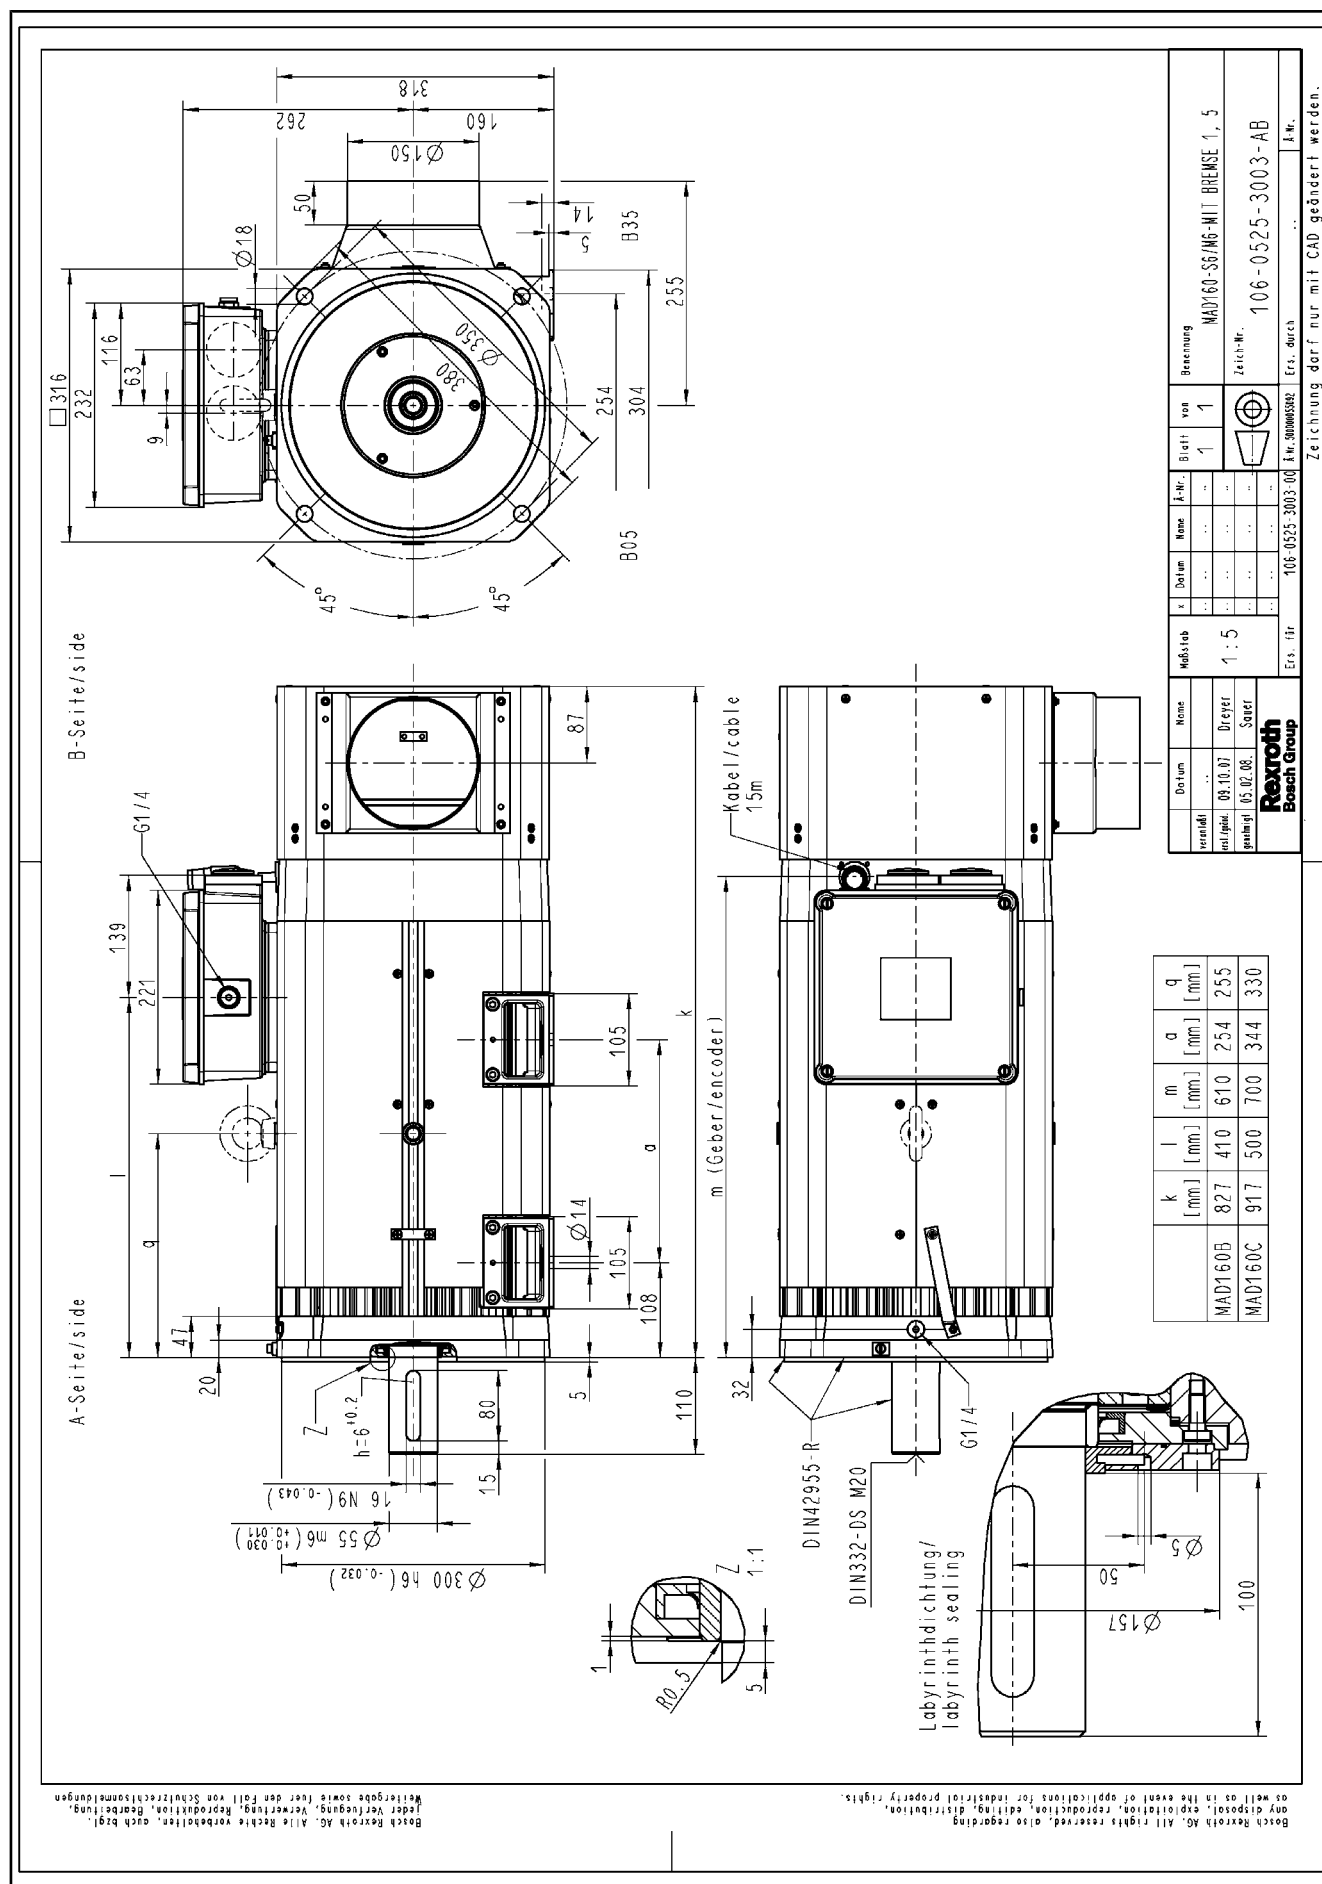 B-Seite/side
A-Seite/side
□316
232
116
63
9
Ø18
50
262
318
160
Ø150
Ø350
380
254
304
255
14
5
B35
B05
45°
45°
G1/4
139
221
l
q
47
20
Z
h=6 +0.2
80
15
16 N9 ( -0.043 )
Ø55 m6 ( +0.030 +0.011 )
Ø300 h6 ( -0.032 )
87
k
105
a
Ø14
105
108
5
110
Kabel/cable
15m
m (Geber/encoder)
32
G1/4
DIN42955-R
DIN332-DS M20
Z
1:1
1
R0.5
5
Labyrinthdichtung/
labyrinth sealing
Ø5
50
Ø157
100
k l m a q
[mm] [mm] [mm] [mm] [mm]
MAD160B 827 410 610 254 255
MAD160C 917 500 700 344 330
Datum Name
veranlaßt ..
erst./geänd. 09.10.07 Dreyer
genehmigt 05.02.08. Sauer
Rexroth
Bosch Group
Maßstab
1:5
x Datum Name Ä-Nr.
.. .. .. ..
.. .. .. ..
.. .. .. ..
.. .. .. ..
Blatt von
1 1
Benennung
MAD160-S6/M6-MIT BREMSE 1, 5
Zeich-Nr.
106-0525-3003-AB
Ers. für 106-0525-3003-00
Ers. durch ..
Ä-Nr.
Zeichnung darf nur mit CAD geändert werden.
Bosch Rexroth AG. Alle Rechte vorbehalten, auch bzgl.
jeder Verfuegung, Verwertung, Reproduktion, Bearbeitung,
Weitergabe sowie fuer den Fall von Schutzrechtsanmeldungen
Bosch Rexroth AG. All rights reserved, also regarding
any disposal, exploitation, reproduction, editing, distribution,
as well as in the event of applications for industrial property rights.